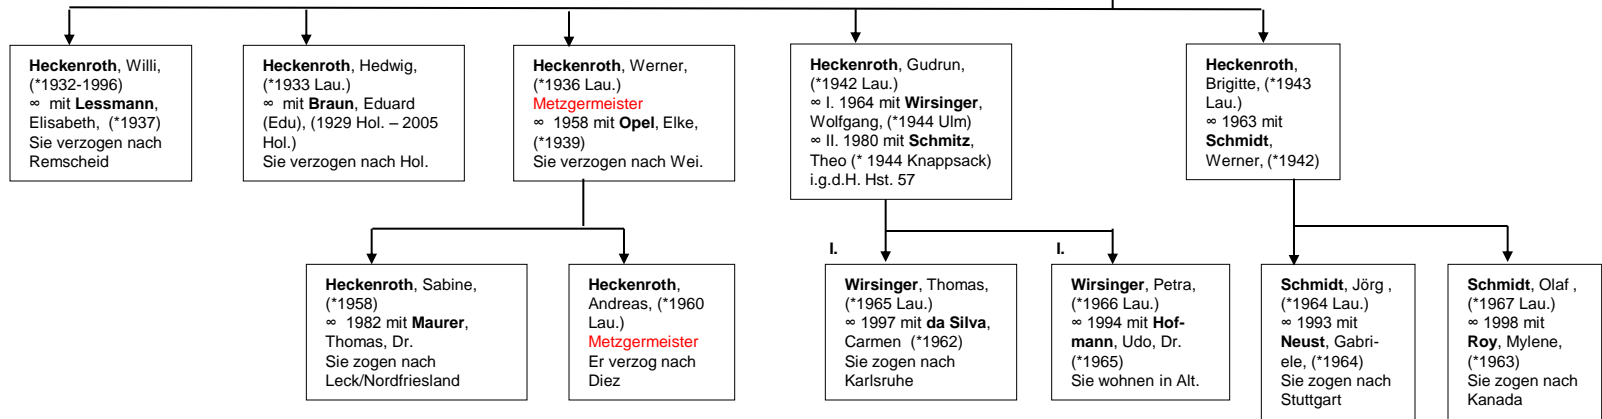 Heckenroth, Willi,
(*1932-1996)
∞ mit Lessmann,
Elisabeth, (*1937)
Sie verzogen nach
Remscheid
Heckenroth, Hedwig,
(*1933 Lau.)
∞ mit Braun, Eduard
(Edu), (1929 Hol. – 2005
Hol.)
Sie verzogen nach Hol.
Heckenroth, Werner,
(*1936 Lau.)
Metzgermeister
∞ 1958 mit Opel, Elke,
(*1939)
Sie verzogen nach Wei.
Heckenroth, Gudrun,
(*1942 Lau.)
∞ I. 1964 mit Wirsinger,
Wolfgang, (*1944 Ulm)
∞ II. 1980 mit Schmitz,
Theo (* 1944 Knappsack)
i.g.d.H. Hst. 57
Heckenroth,
Brigitte, (*1943
Lau.)
∞ 1963 mit
Schmidt,
Werner, (*1942)
Heckenroth, Sabine,
(*1958)
∞ 1982 mit Maurer,
Thomas, Dr.
Sie zogen nach
Leck/Nordfriesland
Heckenroth,
Andreas, (*1960
Lau.)
Metzgermeister
Er verzog nach
Diez
I.
Wirsinger, Thomas,
(*1965 Lau.)
∞ 1997 mit da Silva,
Carmen (*1962)
Sie zogen nach
Karlsruhe
I.
Wirsinger, Petra,
(*1966 Lau.)
∞ 1994 mit Hof-
mann, Udo, Dr.
(*1965)
Sie wohnen in Alt.
Schmidt, Jörg ,
(*1964 Lau.)
∞ 1993 mit
Neust, Gabri-
ele, (*1964)
Sie zogen nach
Stuttgart
Schmidt, Olaf ,
(*1967 Lau.)
∞ 1998 mit
Roy, Mylene,
(*1963)
Sie zogen nach
Kanada